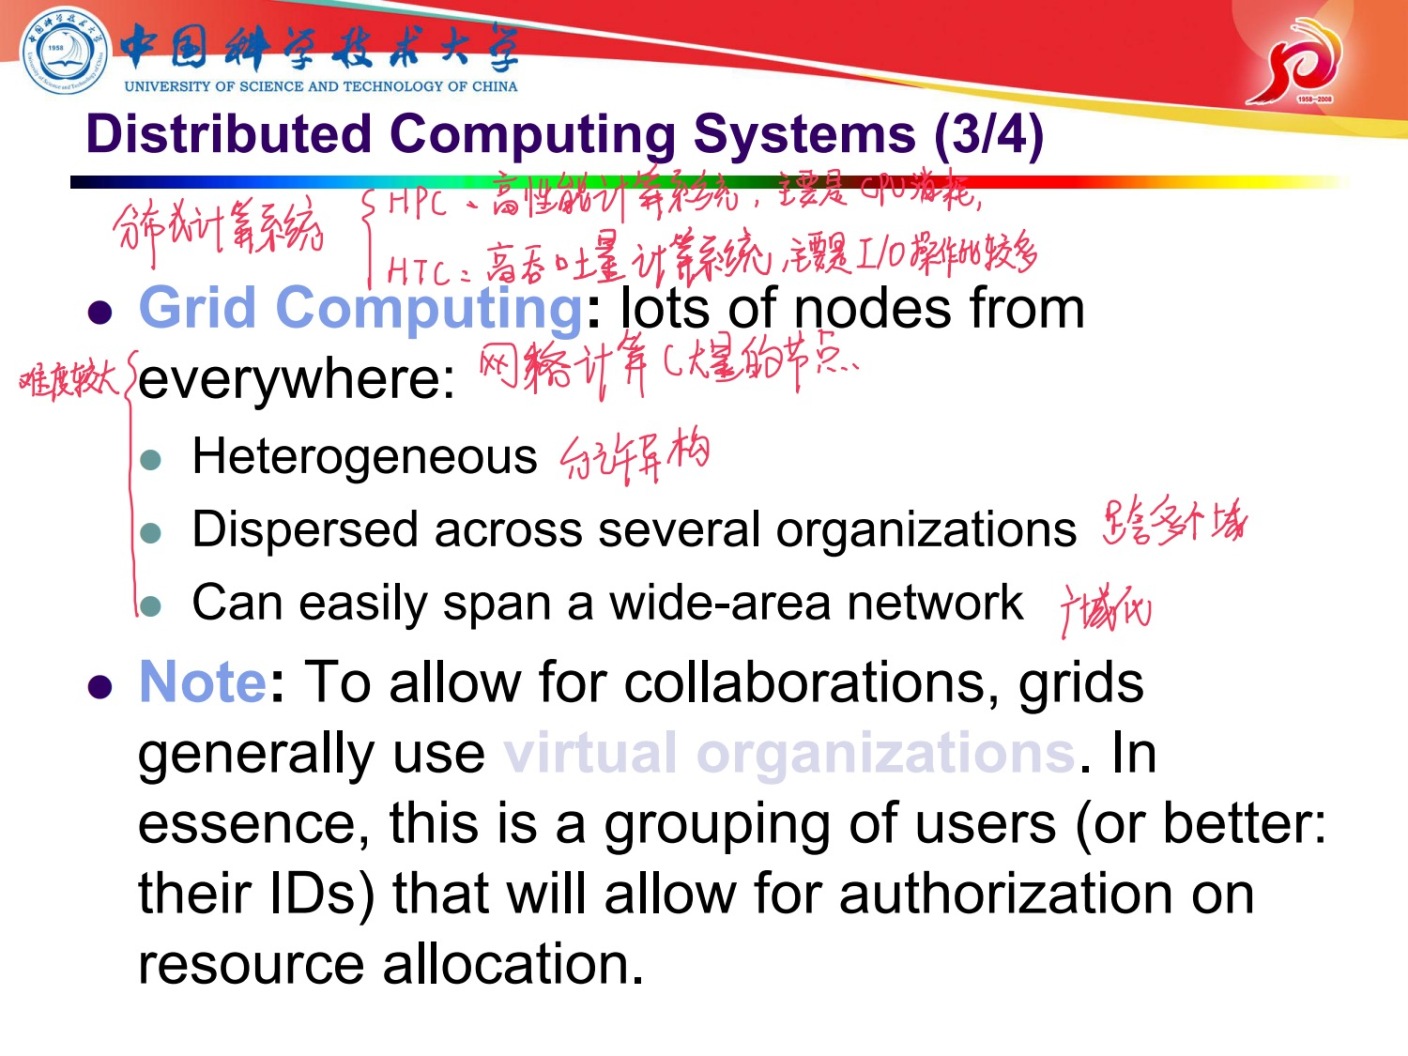 中国科学技术大学
UNIVERSITY OF SCIENCE AND TECHNOLOGY OF CHINA
1958
1958-2008
Distributed Computing Systems (3/4)
分布式计算系统
HPC:高性能计算系统,主要是CPU消耗,
HTC:高吞吐量计算系统,主要是I/O操作比较多
Grid Computing: lots of nodes from
everywhere:
网络计算(大量的节点、
难度较大
Heterogeneous 允许异构
Dispersed across several organizations 跨多个域
Can easily span a wide-area network 广域化
Note: To allow for collaborations, grids
generally use virtual organizations. In
essence, this is a grouping of users (or better:
their IDs) that will allow for authorization on
resource allocation.